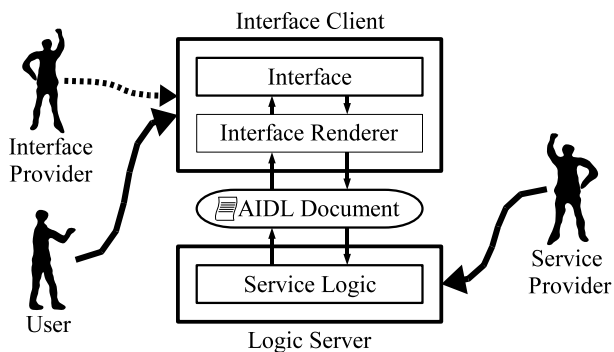 Interface Client
Interface
Interface Renderer
Interface
Provider
AIDL Document
Service Logic
Service
Provider
User
Logic Server